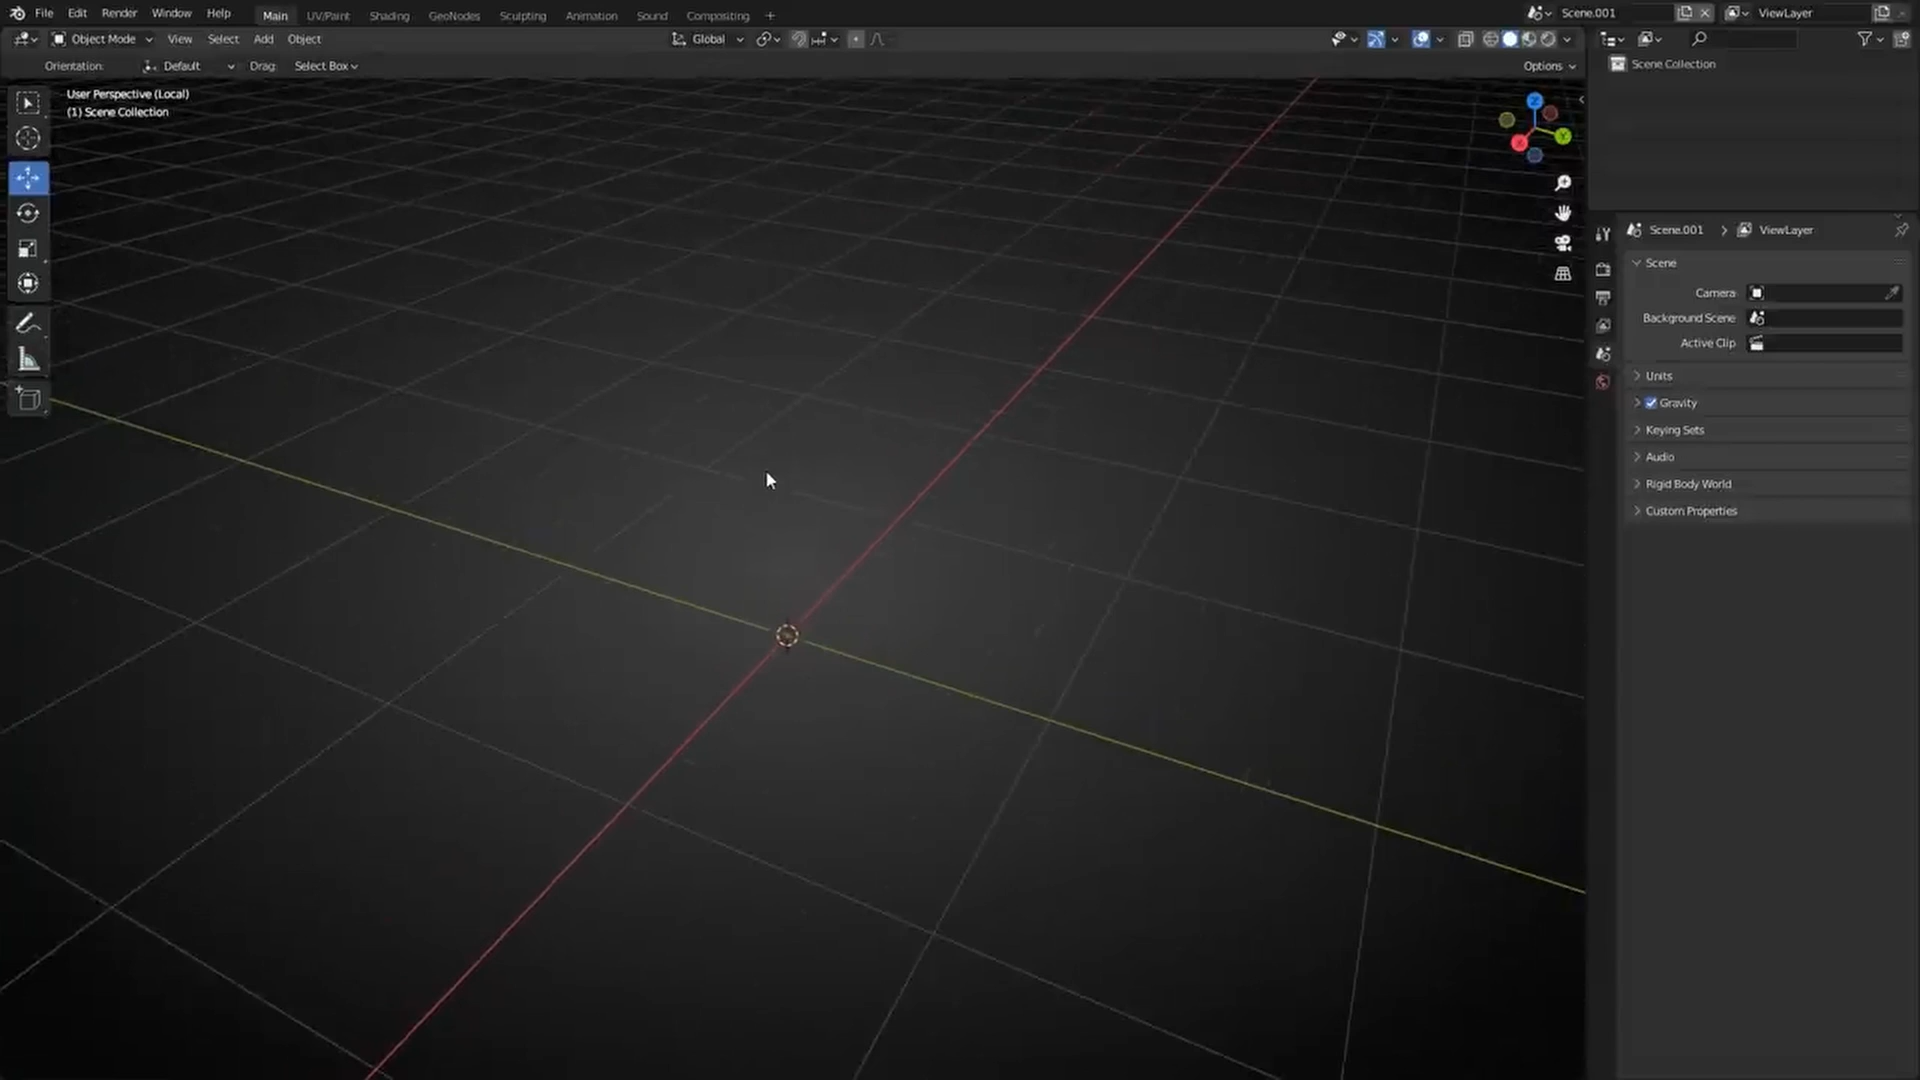 File Edit Render Window Help Main UV/Paint Shading GeoNodes Sculpting Animation Sound Compositing + Scene.001 ViewLayer
Object Mode View Select Add Object Global
Orientation: Default Drag: Select Box Options
User Perspective (Local)
(1) Scene Collection
Z
Y
X
Scene Collection
Scene.001 > ViewLayer
Scene
Camera
Background Scene
Active Clip
Units
Gravity
Keying Sets
Audio
Rigid Body World
Custom Properties